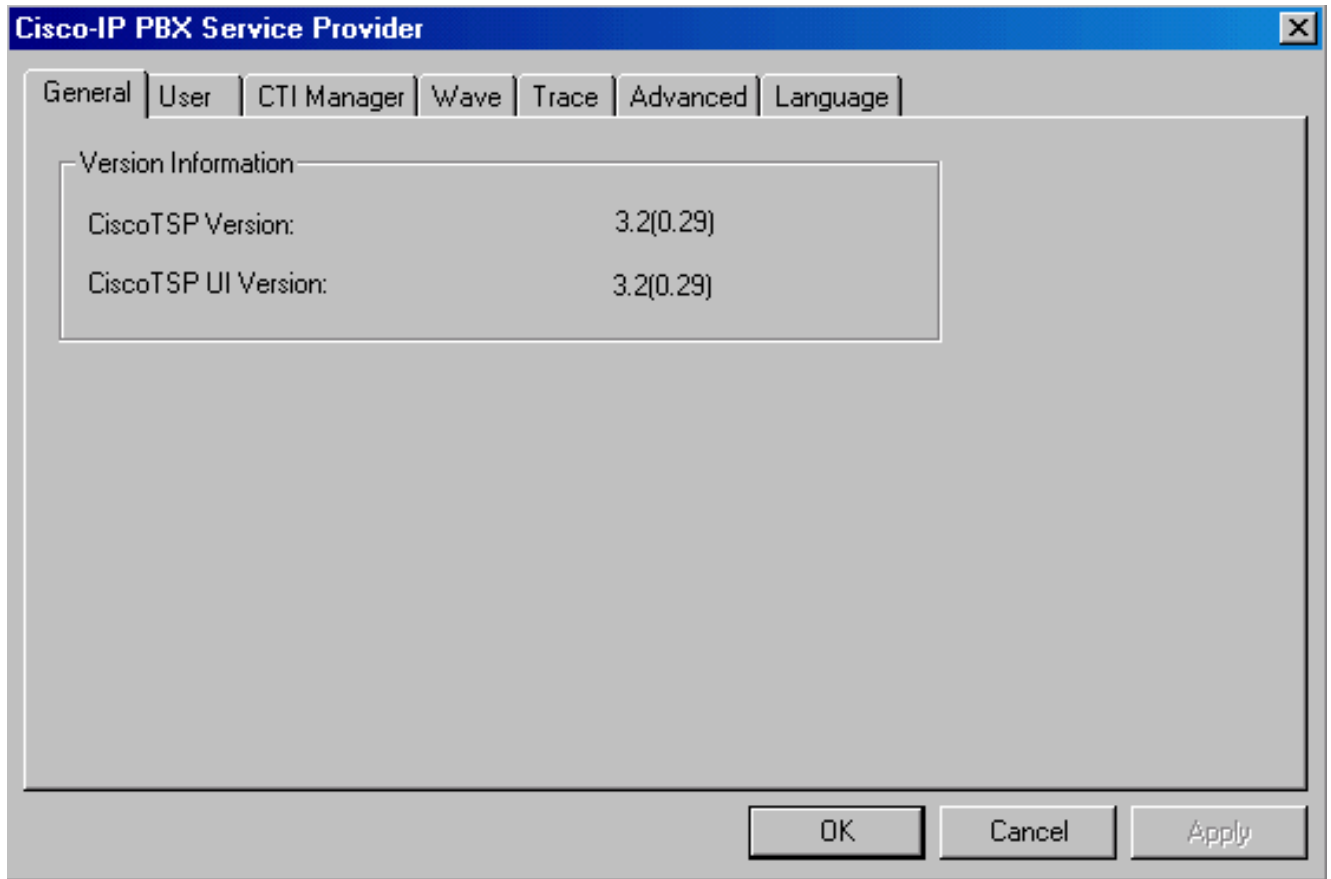 Cisco-IP PBX Service Provider
General User CTI Manager Wave Trace Advanced Language
Version Information
CiscoTSP Version: 3.2(0.29)
CiscoTSP UI Version: 3.2(0.29)
OK Cancel Apply